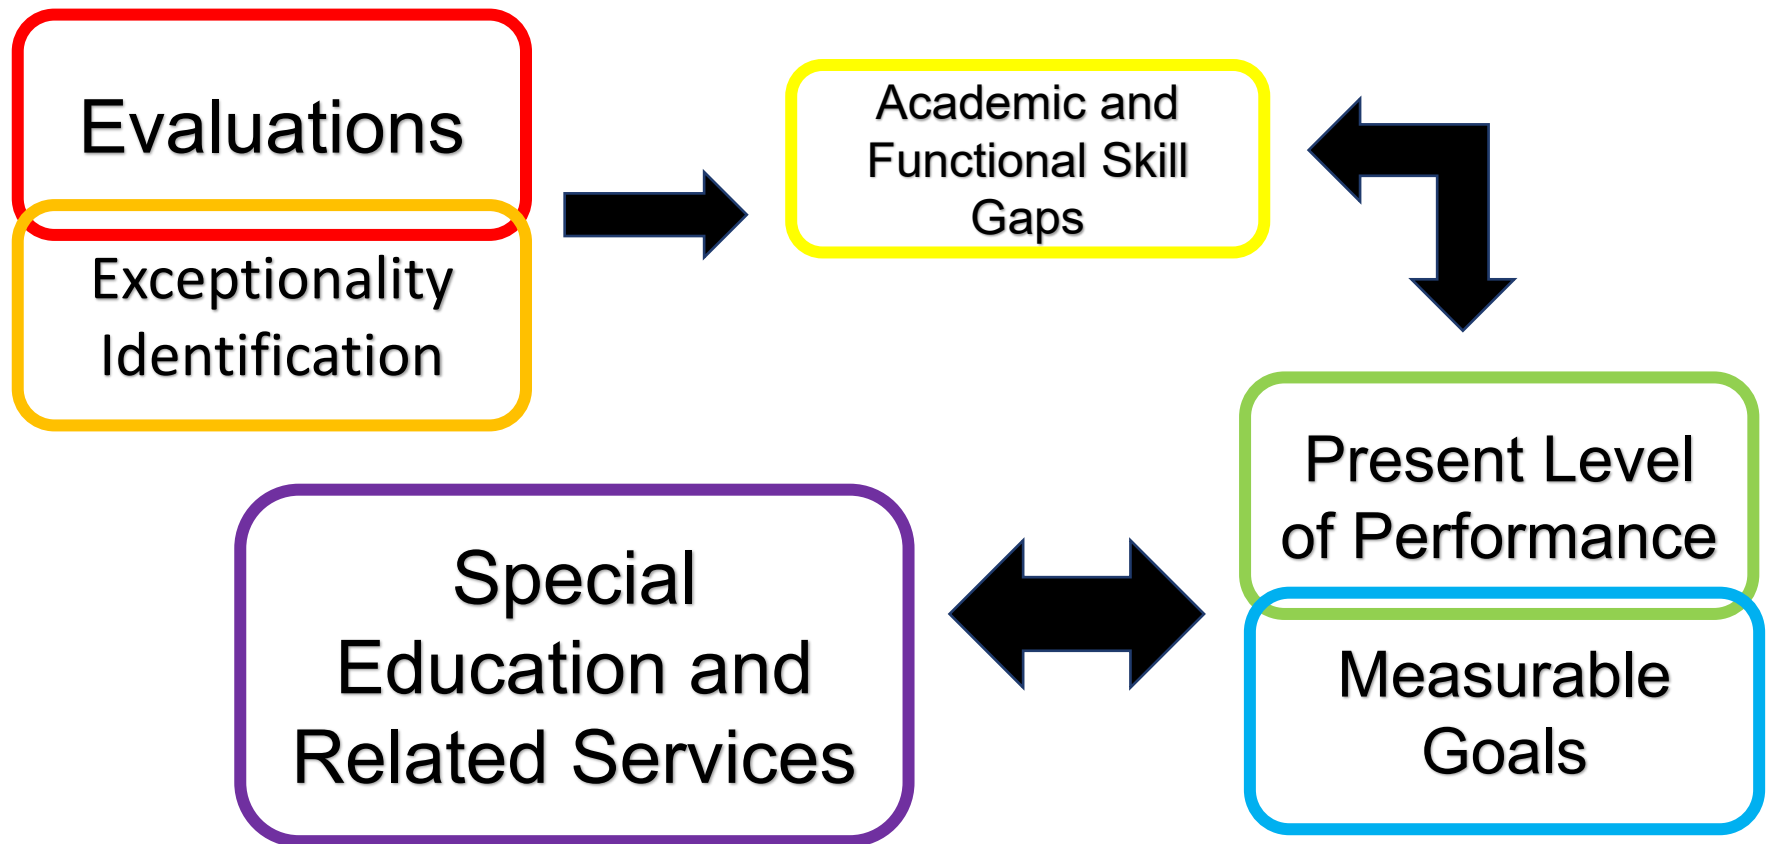 Evaluations
Exceptionality
Identification
Academic and
Functional Skill
Gaps
Present Level
of Performance
Measurable
Goals
Special
Education and
Related Services